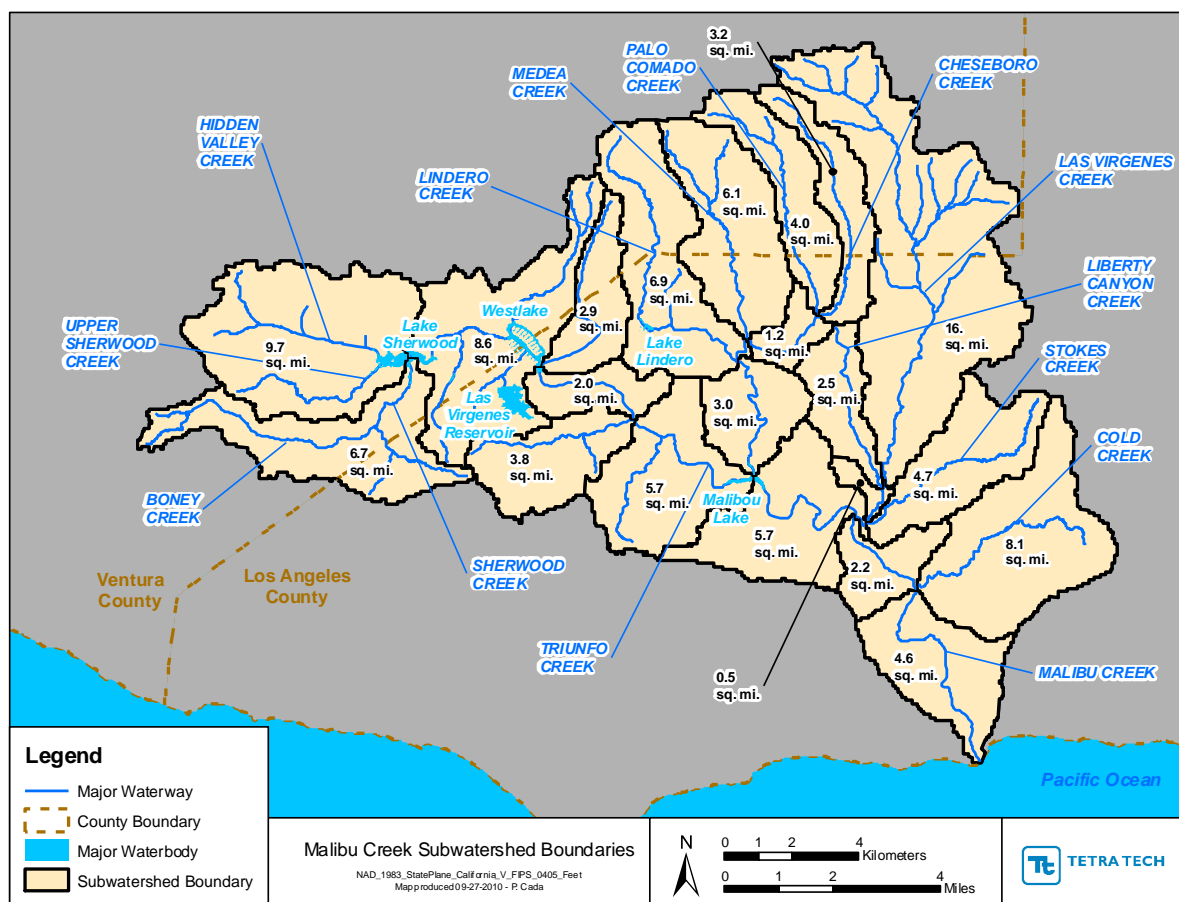 3.2
sq. mi.
PALO
COMADO
CREEK
CHESEBORO
CREEK
MEDEA
CREEK
HIDDEN
VALLEY
CREEK
LINDERO
CREEK
LAS VIRGENES
CREEK
6.1
sq. mi.
4.0
sq. mi.
LIBERTY
CANYON
CREEK
UPPER
SHERWOOD
CREEK
9.7
sq. mi.
Lake
Sherwood
Westlake
8.6
sq. mi.
2.9
sq. mi.
6.9
sq. mi.
Lake
Lindero
1.2
sq. mi.
16.
sq. mi.
STOKES
CREEK
2.0
sq. mi.
Las
Virgenes
Reservoir
3.0
sq. mi.
2.5
sq. mi.
COLD
CREEK
6.7
sq. mi.
3.8
sq. mi.
5.7
sq. mi.
Malibou
Lake
4.7
sq. mi.
BONEY
CREEK
5.7
sq. mi.
8.1
sq. mi.
2.2
sq. mi.
SHERWOOD
CREEK
Ventura
County
Los Angeles
County
TRIUNFO
CREEK
0.5
sq. mi.
4.6
sq. mi.
MALIBU CREEK
Pacific Ocean
Legend
Major Waterway
County Boundary
Major Waterbody
Subwatershed Boundary
Malibu Creek Subwatershed Boundaries
NAD_1983_StatePlane_California_V_FIPS_0405_Feet
Map produced 09-27-2010 - P. Cada
N
0 1 2 4
Kilometers
0 1 2 4
Miles
Tt TETRA TECH